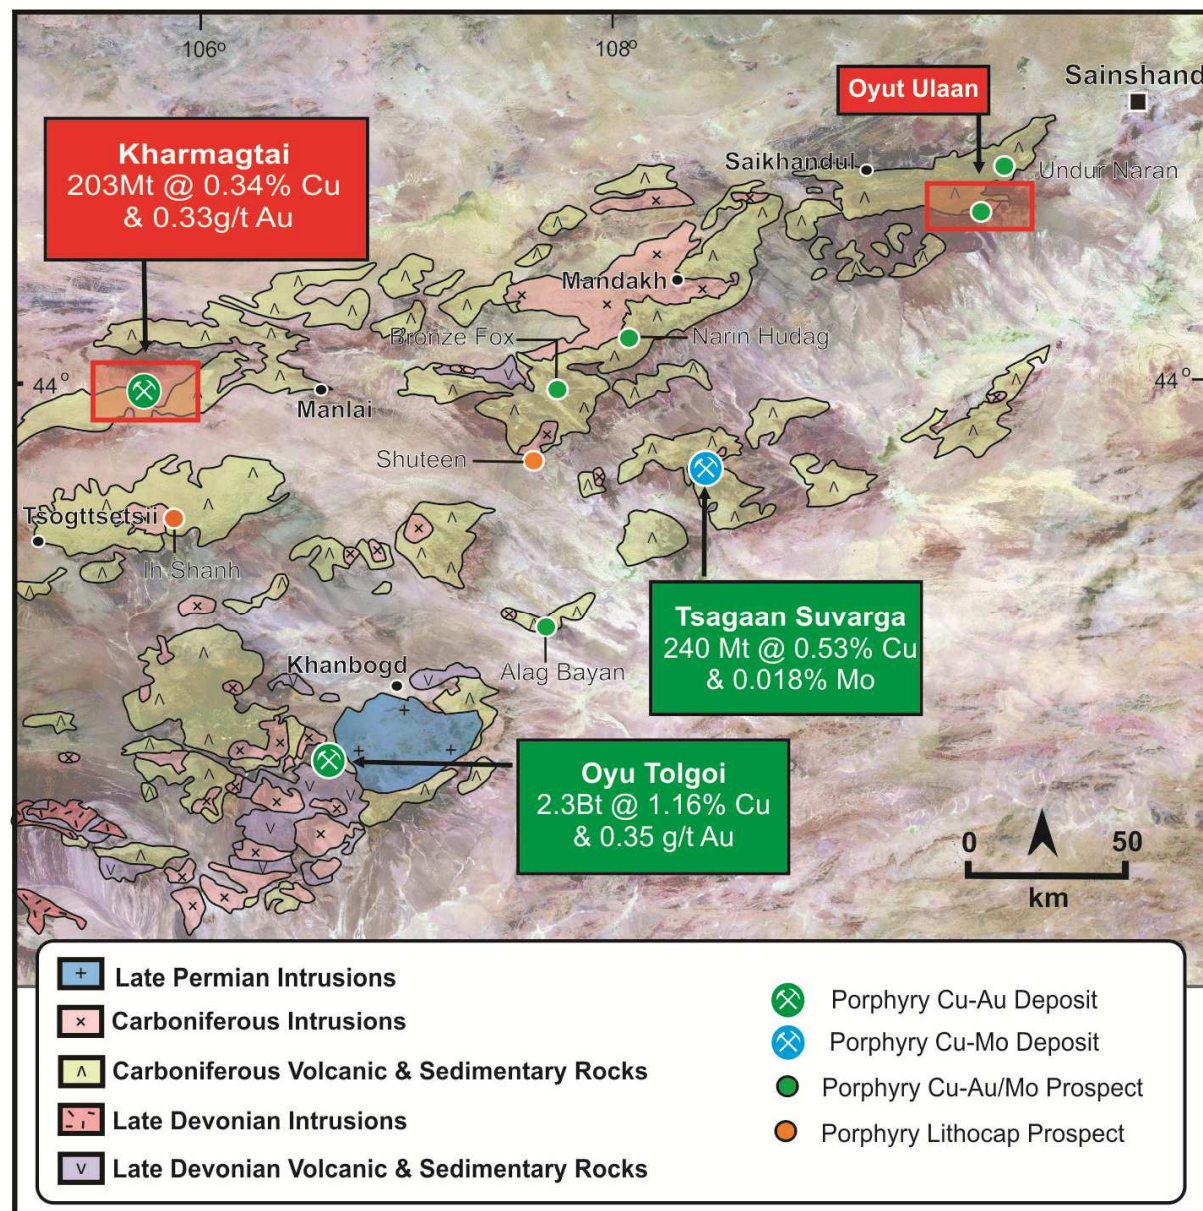 106°
108°
Sainshand
Oyut Ulaan
Kharmagtai
203Mt @ 0.34% Cu
& 0.33g/t Au
Saikhandul
Undur Naran
Mandakh
Bronze Fox
Narin Hudag
44°
44°
Manlai
Shuteen
Tsogttsetsii
Ih Shanh
Tsagaan Suvarga
240 Mt @ 0.53% Cu
& 0.018% Mo
Khanbogd
Alag Bayan
Oyu Tolgoi
2.3Bt @ 1.16% Cu
& 0.35 g/t Au
0 50
km
Late Permian Intrusions
Carboniferous Intrusions
Carboniferous Volcanic & Sedimentary Rocks
Late Devonian Intrusions
Late Devonian Volcanic & Sedimentary Rocks
Porphyry Cu-Au Deposit
Porphyry Cu-Mo Deposit
Porphyry Cu-Au/Mo Prospect
Porphyry Lithocap Prospect